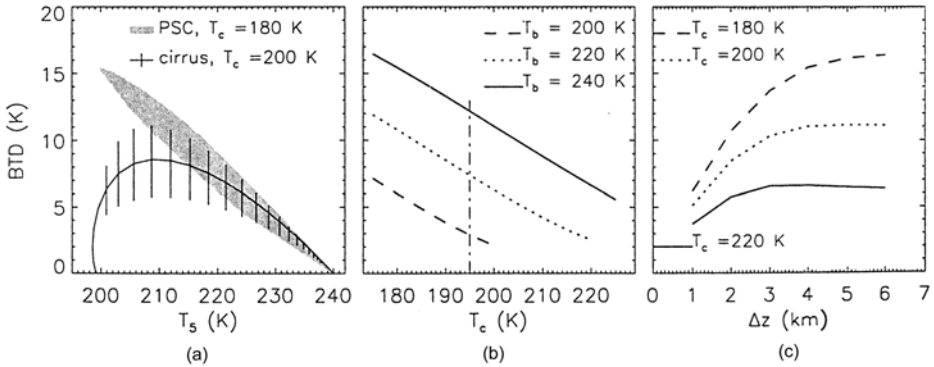 BTD (K)
20
15
10
5
0
PSC, T_c =180 K
cirrus, T_c =200 K
200 210 220 230 240
T_5 (K)
(a)
T_b = 200 K
T_b = 220 K
T_b = 240 K
180 190 200 210 220
T_c (K)
(b)
T_c =180 K
T_c =200 K
T_c =220 K
0 1 2 3 4 5 6 7
Δz (km)
(c)